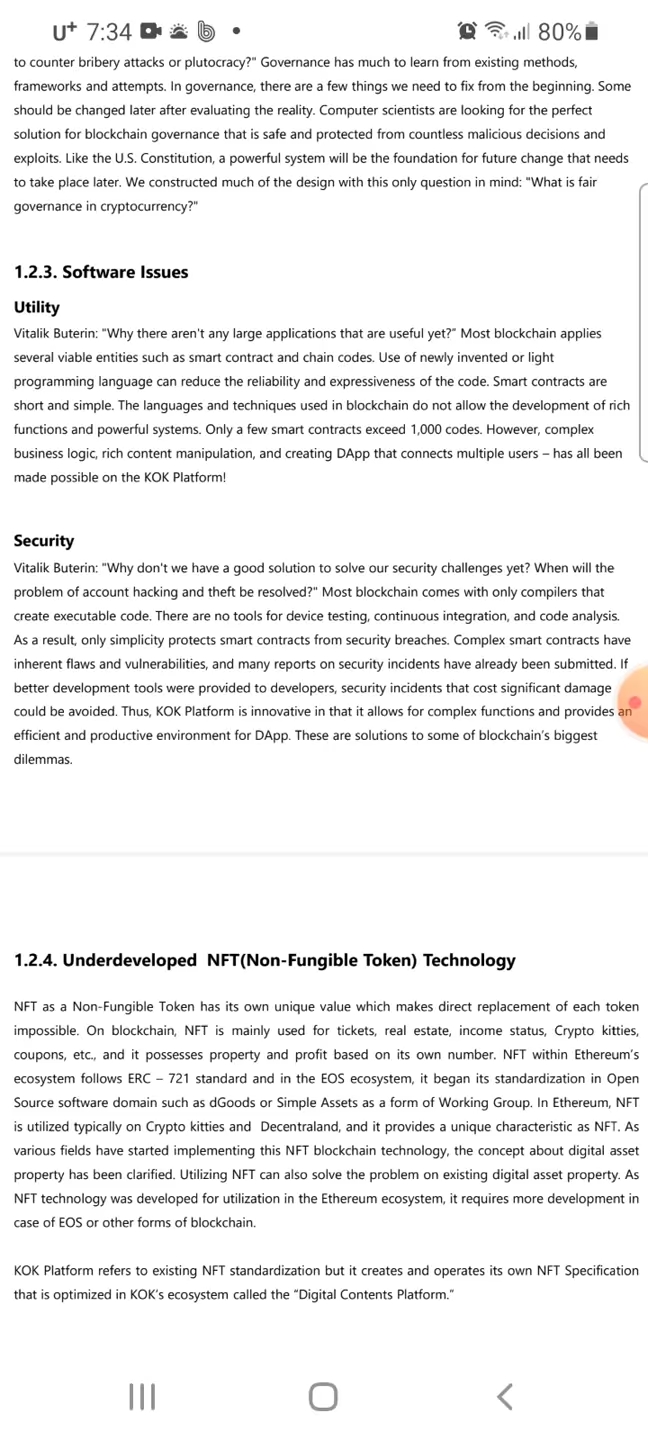 U+ 7:34 80%
to counter bribery attacks or plutocracy?" Governance has much to learn from existing methods,
frameworks and attempts. In governance, there are a few things we need to fix from the beginning. Some
should be changed later after evaluating the reality. Computer scientists are looking for the perfect
solution for blockchain governance that is safe and protected from countless malicious decisions and
exploits. Like the U.S. Constitution, a powerful system will be the foundation for future change that needs
to take place later. We constructed much of the design with this only question in mind: "What is fair
governance in cryptocurrency?"
1.2.3. Software Issues
Utility
Vitalik Buterin: "Why there aren't any large applications that are useful yet?" Most blockchain applies
several viable entities such as smart contract and chain codes. Use of newly invented or light
programming language can reduce the reliability and expressiveness of the code. Smart contracts are
short and simple. The languages and techniques used in blockchain do not allow the development of rich
functions and powerful systems. Only a few smart contracts exceed 1,000 codes. However, complex
business logic, rich content manipulation, and creating DApp that connects multiple users – has all been
made possible on the KOK Platform!
Security
Vitalik Buterin: "Why don't we have a good solution to solve our security challenges yet? When will the
problem of account hacking and theft be resolved?" Most blockchain comes with only compilers that
create executable code. There are no tools for device testing, continuous integration, and code analysis.
As a result, only simplicity protects smart contracts from security breaches. Complex smart contracts have
inherent flaws and vulnerabilities, and many reports on security incidents have already been submitted. If
better development tools were provided to developers, security incidents that cost significant damage
could be avoided. Thus, KOK Platform is innovative in that it allows for complex functions and provides an
efficient and productive environment for DApp. These are solutions to some of blockchain's biggest
dilemmas.
1.2.4. Underdeveloped NFT(Non-Fungible Token) Technology
NFT as a Non-Fungible Token has its own unique value which makes direct replacement of each token
impossible. On blockchain, NFT is mainly used for tickets, real estate, income status, Crypto kitties,
coupons, etc., and it possesses property and profit based on its own number. NFT within Ethereum's
ecosystem follows ERC – 721 standard and in the EOS ecosystem, it began its standardization in Open
Source software domain such as dGoods or Simple Assets as a form of Working Group. In Ethereum, NFT
is utilized typically on Crypto kitties and Decentraland, and it provides a unique characteristic as NFT. As
various fields have started implementing this NFT blockchain technology, the concept about digital asset
property has been clarified. Utilizing NFT can also solve the problem on existing digital asset property. As
NFT technology was developed for utilization in the Ethereum ecosystem, it requires more development in
case of EOS or other forms of blockchain.
KOK Platform refers to existing NFT standardization but it creates and operates its own NFT Specification
that is optimized in KOK's ecosystem called the "Digital Contents Platform."